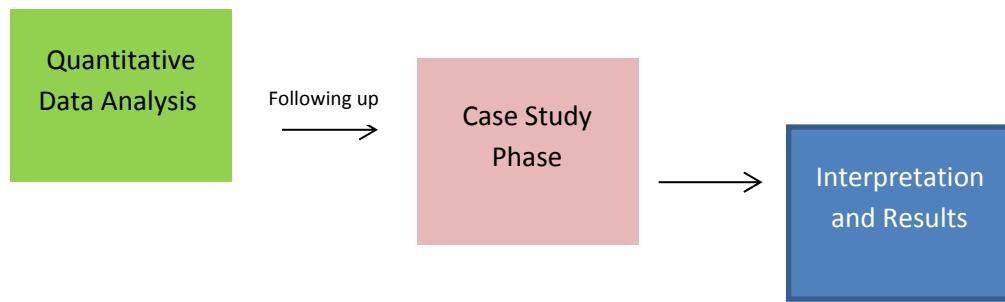 Quantitative
Data Analysis
Following up
Case Study
Phase
Interpretation
and Results